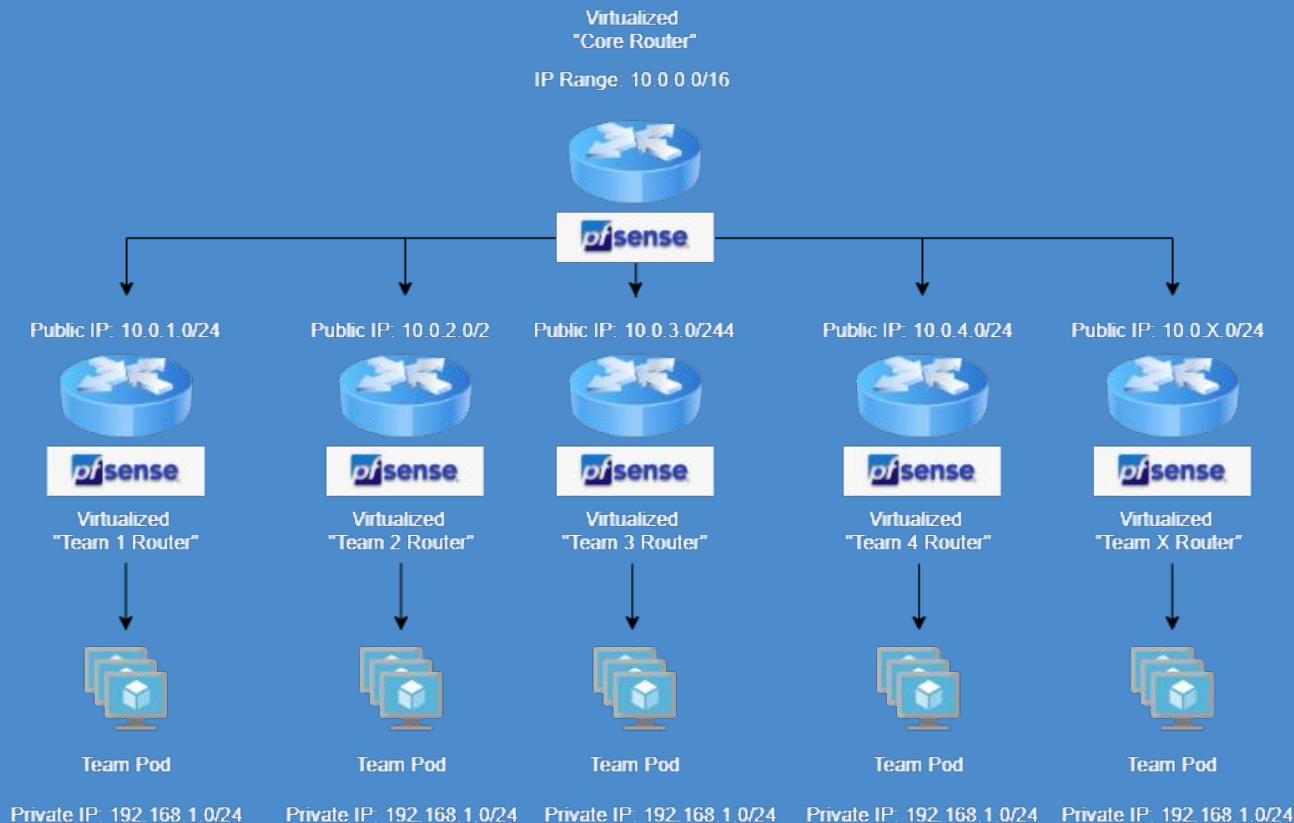 Virtualized
"Core Router"
IP Range: 10.0.0.0/16
pfsense
Public IP: 10.0.1.0/24
Public IP: 10.0.2.0/2
Public IP: 10.0.3.0/244
Public IP: 10.0.4.0/24
Public IP: 10.0.X.0/24
pfsense
pfsense
pfsense
pfsense
pfsense
Virtualized
"Team 1 Router"
Virtualized
"Team 2 Router"
Virtualized
"Team 3 Router"
Virtualized
"Team 4 Router"
Virtualized
"Team X Router"
Team Pod
Team Pod
Team Pod
Team Pod
Team Pod
Private IP: 192.168.1.0/24
Private IP: 192.168.1.0/24
Private IP: 192.168.1.0/24
Private IP: 192.168.1.0/24
Private IP: 192.168.1.0/24